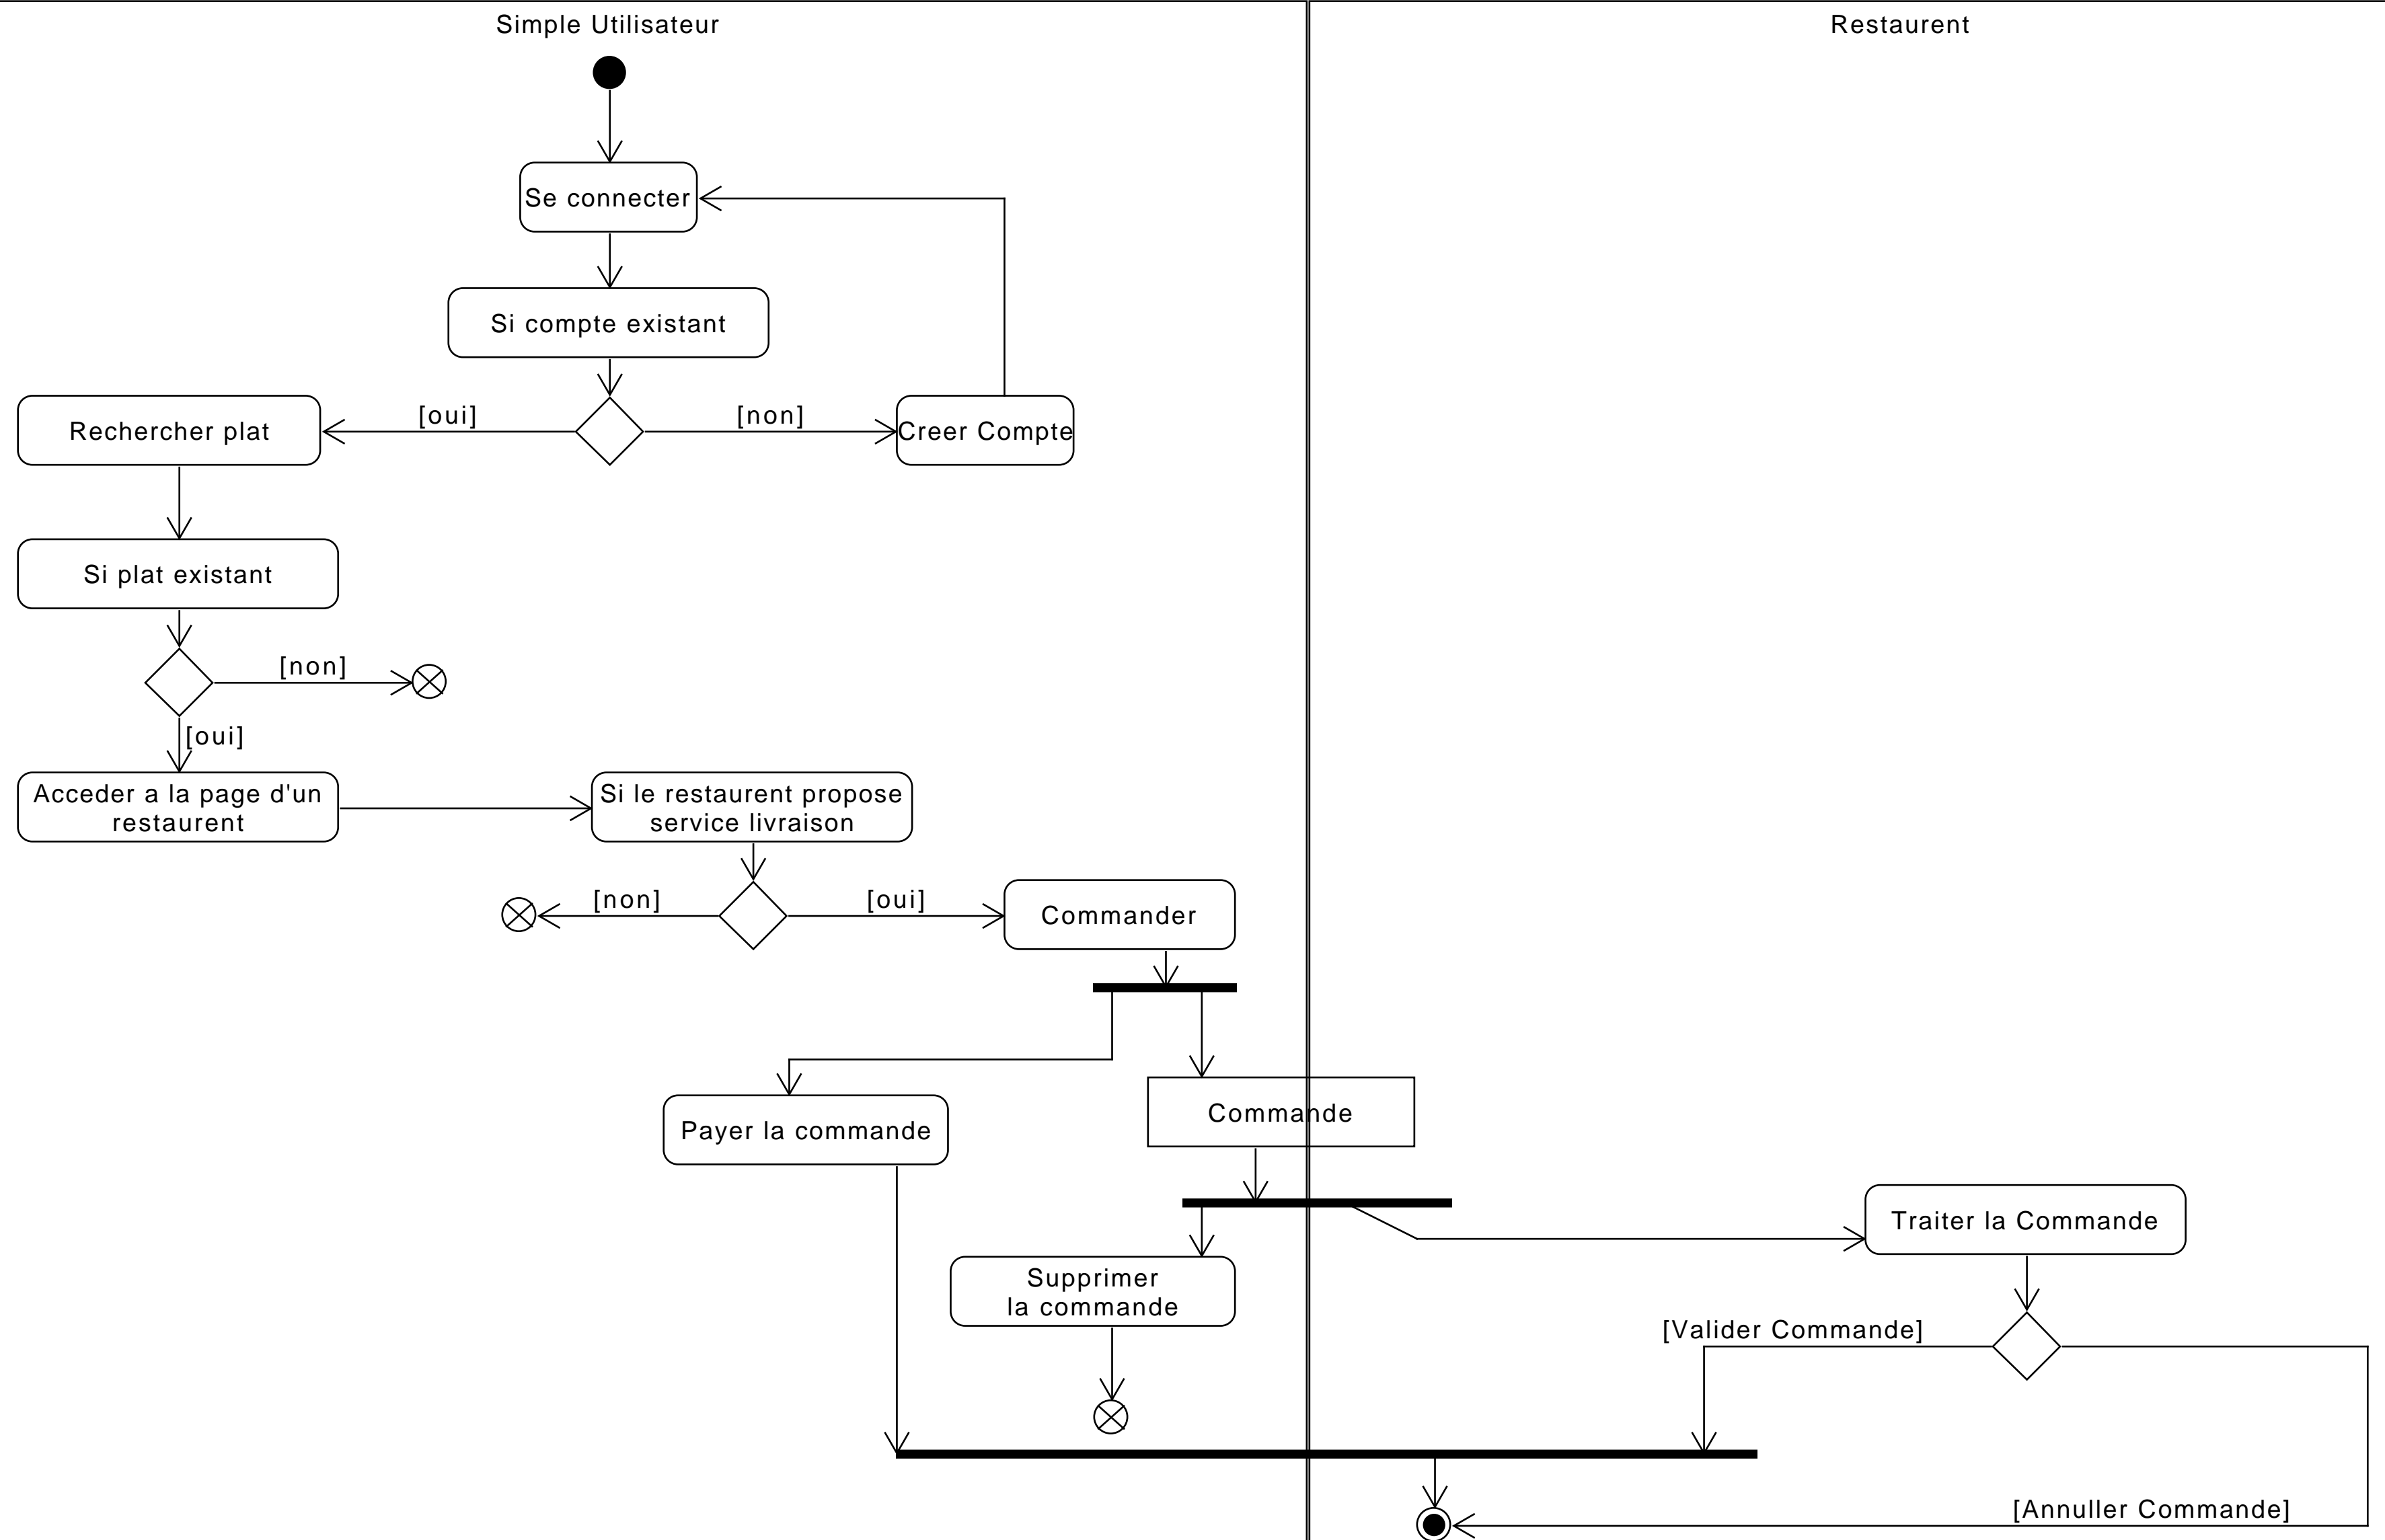 Simple Utilisateur
Restaurent
Se connecter
Si compte existant
Rechercher plat
[oui]
[non]
Creer Compte
Si plat existant
[non]
[oui]
Acceder a la page d'un
restaurent
Si le restaurent propose
service livraison
[non]
[oui]
Commander
Commande
Payer la commande
Traiter la Commande
Supprimer
la commande
[Valider Commande]
[Annuller Commande]